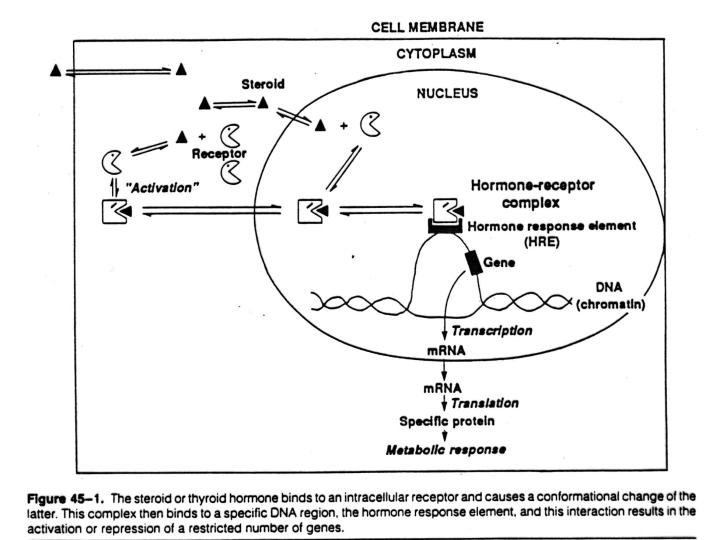 CELL MEMBRANE
CYTOPLASM
NUCLEUS
Steroid
+
+
Receptor
"Activation"
Hormone-receptor
complex
Hormone response element
(HRE)
Gene
DNA
(chromatin)
Transcription
mRNA
mRNA
Translation
Specific protein
Metabolic response
Figure 45–1. The steroid or thyroid hormone binds to an intracellular receptor and causes a conformational change of the
latter. This complex then binds to a specific DNA region, the hormone response element, and this interaction results in the
activation or repression of a restricted number of genes.